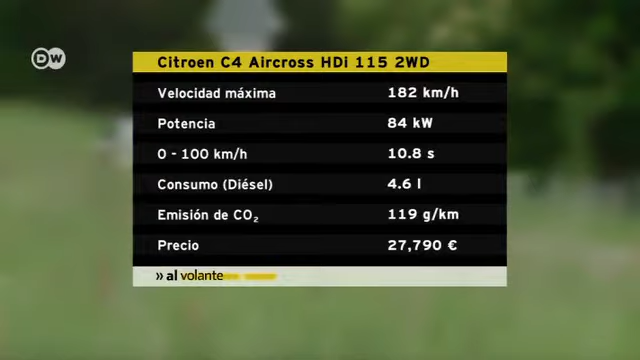 DW
Citroen C4 Aircross HDi 115 2WD
Velocidad máxima 182 km/h
Potencia 84 kW
0 - 100 km/h 10.8 s
Consumo (Diésel) 4.6 l
Emisión de CO₂ 119 g/km
Precio 27,790 €
» al volante